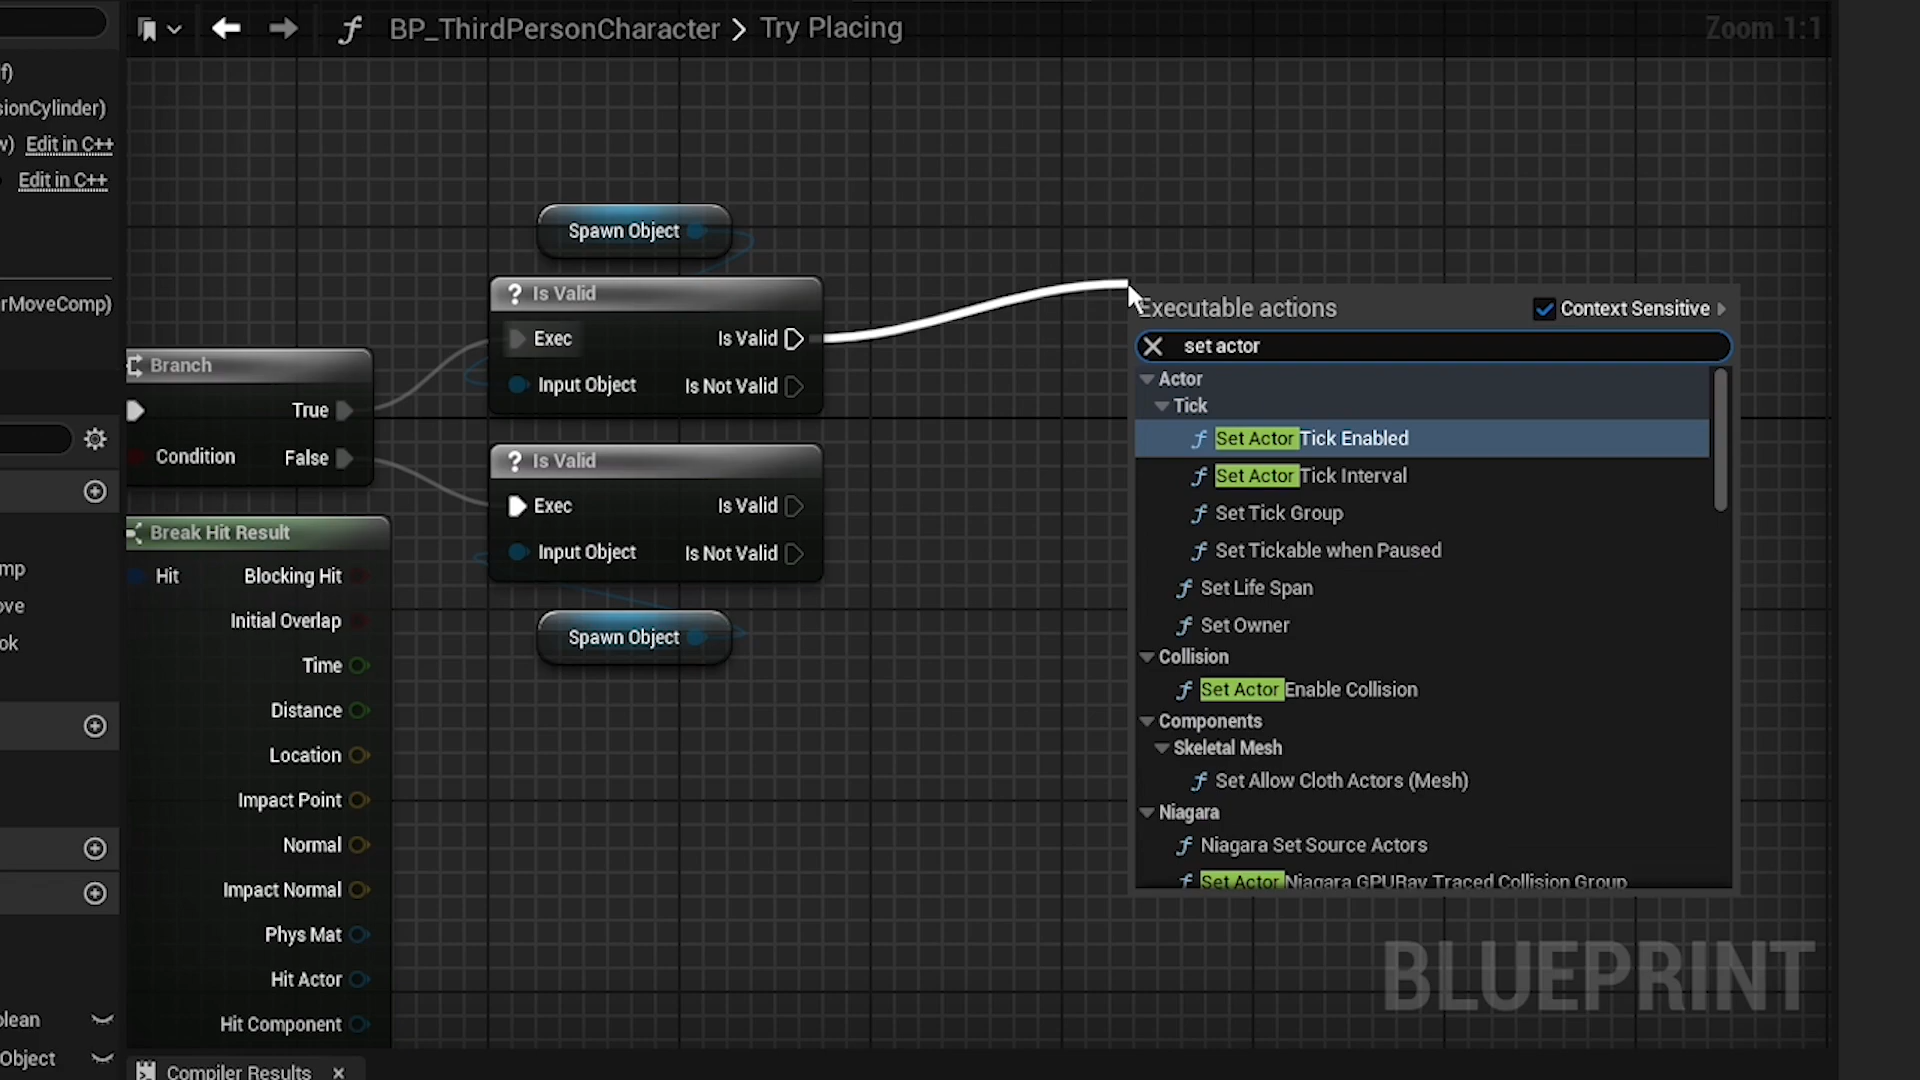 BP_ThirdPersonCharacter > Try Placing
Zoom 1:1
f)
sionCylinder)
w) Edit in C++
Edit in C++
rMoveComp)
mp
ove
ok
olean
Object
Spawn Object
? Is Valid
Exec
Is Valid
Input Object
Is Not Valid
Branch
True
Condition
False
? Is Valid
Exec
Is Valid
Input Object
Is Not Valid
Spawn Object
Break Hit Result
Hit
Blocking Hit
Initial Overlap
Time
Distance
Location
Impact Point
Normal
Impact Normal
Phys Mat
Hit Actor
Hit Component
Executable actions
Context Sensitive
set actor
Actor
Tick
f Set Actor Tick Enabled
f Set Actor Tick Interval
f Set Tick Group
f Set Tickable when Paused
f Set Life Span
f Set Owner
Collision
f Set Actor Enable Collision
Components
Skeletal Mesh
f Set Allow Cloth Actors (Mesh)
Niagara
f Niagara Set Source Actors
f Set Actor Niagara GPURay Traced Collision Group
BLUEPRINT
Compiler Results